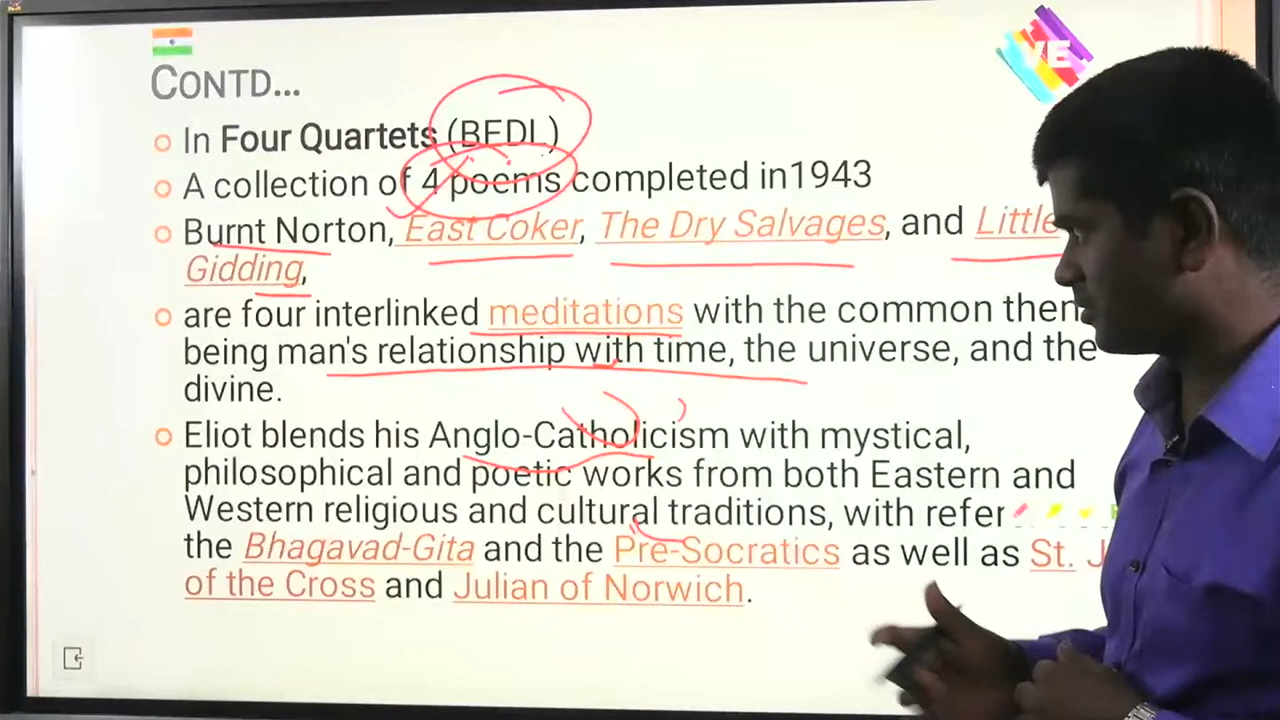 VE
CONTD...
In Four Quartets (BEDL)
A collection of 4 poems completed in1943
Burnt Norton, East Coker, The Dry Salvages, and Little
Gidding,
are four interlinked meditations with the common
being man's relationship with time, the universe, and the
divine.
Eliot blends his Anglo-Catholicism with mystical,
philosophical and poetic works from both Eastern and
Western religious and cultural traditions, with
the Bhagavad-Gita and the Pre-Socratics as well as St.
of the Cross and Julian of Norwich.